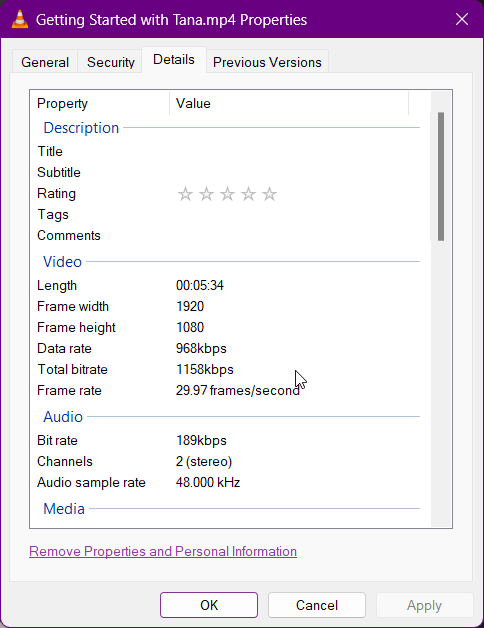 Getting Started with Tana.mp4 Properties
General Security Details Previous Versions
Property Value
Description
Title
Subtitle
Rating
Tags
Comments
Video
Length 00:05:34
Frame width 1920
Frame height 1080
Data rate 968kbps
Total bitrate 1158kbps
Frame rate 29.97 frames/second
Audio
Bit rate 189kbps
Channels 2 (stereo)
Audio sample rate 48.000 kHz
Media
Remove Properties and Personal Information
OK Cancel Apply